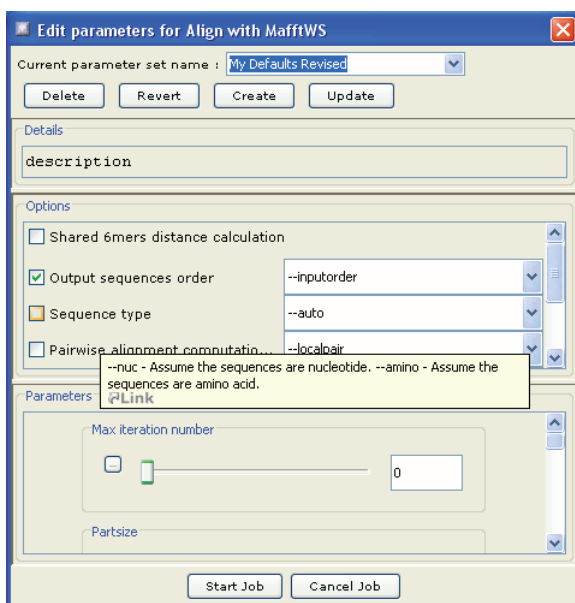 Edit parameters for Align with MafftWS
Current parameter set name : My Defaults Revised
Delete Revert Create Update
Details
description
Options
Shared 6mers distance calculation
Output sequences order --inputorder
Sequence type --auto
Pairwise alignment computatio... --localpair
--nuc - Assume the sequences are nucleotide. --amino - Assume the
sequences are amino acid.
Link
Parameters
Max iteration number
0
Partsize
Start Job Cancel Job